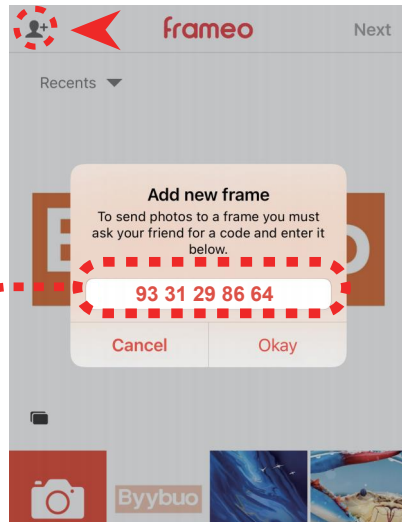 frameo
Next
Recents
Add new frame
To send photos to a frame you must
ask your friend for a code and enter it
below.
93 31 29 86 64
Cancel
Okay
Byybuo